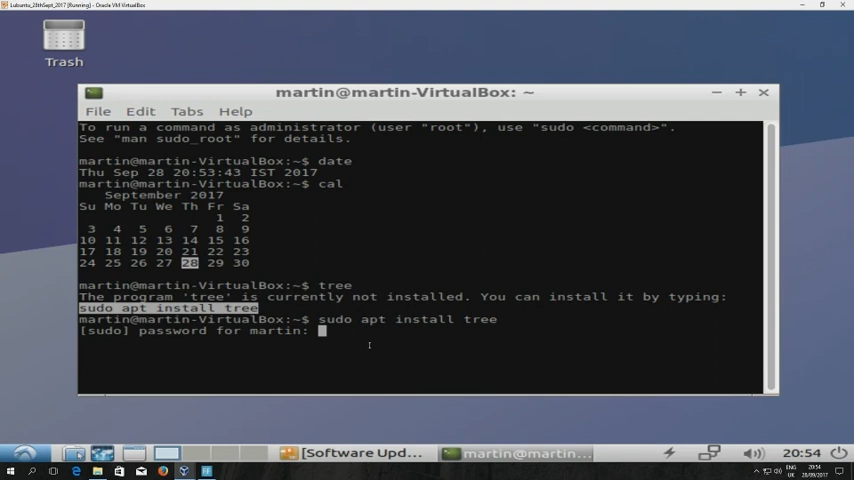 Lubuntu_28thSept_2017 [Running] - Oracle VM VirtualBox
Trash
martin@martin-VirtualBox: ~
File Edit Tabs Help
To run a command as administrator (user "root"), use "sudo <command>".
See "man sudo_root" for details.
martin@martin-VirtualBox:~$ date
Thu Sep 28 20:53:43 IST 2017
martin@martin-VirtualBox:~$ cal
September 2017
Su Mo Tu We Th Fr Sa
1 2
3 4 5 6 7 8 9
10 11 12 13 14 15 16
17 18 19 20 21 22 23
24 25 26 27 28 29 30
martin@martin-VirtualBox:~$ tree
The program 'tree' is currently not installed. You can install it by typing:
sudo apt install tree
martin@martin-VirtualBox:~$ sudo apt install tree
[sudo] password for martin:
[Software Upd... martin@martin-... 20:54
ENG 20:54
UK 28/09/2017